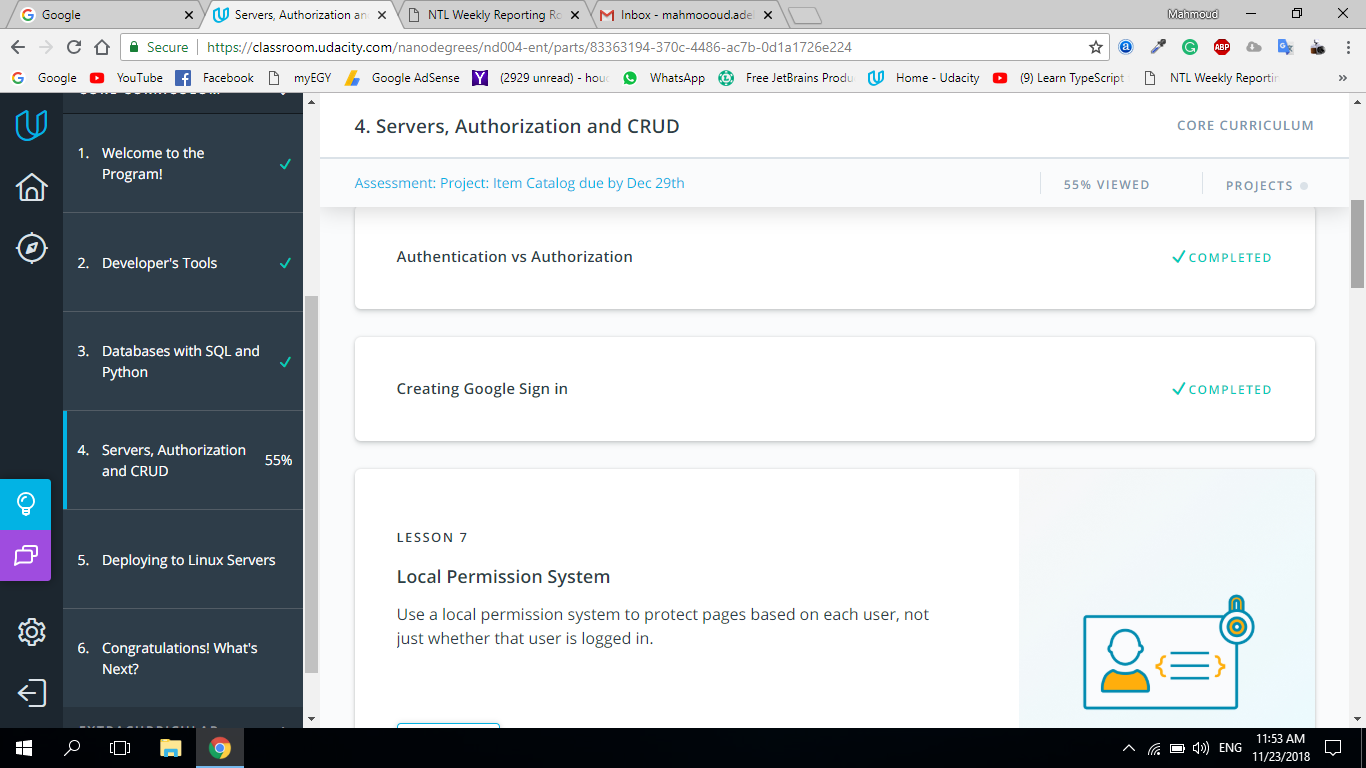 Google
Servers, Authorization an
NTL Weekly Reporting Ro
Inbox - mahmoooud.ade
Mahmoud
Secure
https://classroom.udacity.com/nanodegrees/nd004-ent/parts/83363194-370c-4486-ac7b-0d1a1726e224
Google
YouTube
Facebook
myEGY
Google AdSense
(2929 unread) - houd
WhatsApp
Free JetBrains Produ
Home - Udacity
(9) Learn TypeScript
NTL Weekly Reportin
»
1. Welcome to the
Program!
2. Developer's Tools
3. Databases with SQL and
Python
4. Servers, Authorization
and CRUD
55%
5. Deploying to Linux Servers
6. Congratulations! What's
Next?
EXTRACURRICULAR
4. Servers, Authorization and CRUD
CORE CURRICULUM
Assessment: Project: Item Catalog due by Dec 29th
55% VIEWED
PROJECTS
Authentication vs Authorization
COMPLETED
Creating Google Sign in
COMPLETED
LESSON 7
Local Permission System
Use a local permission system to protect pages based on each user, not
just whether that user is logged in.
ENG
11:53 AM
11/23/2018